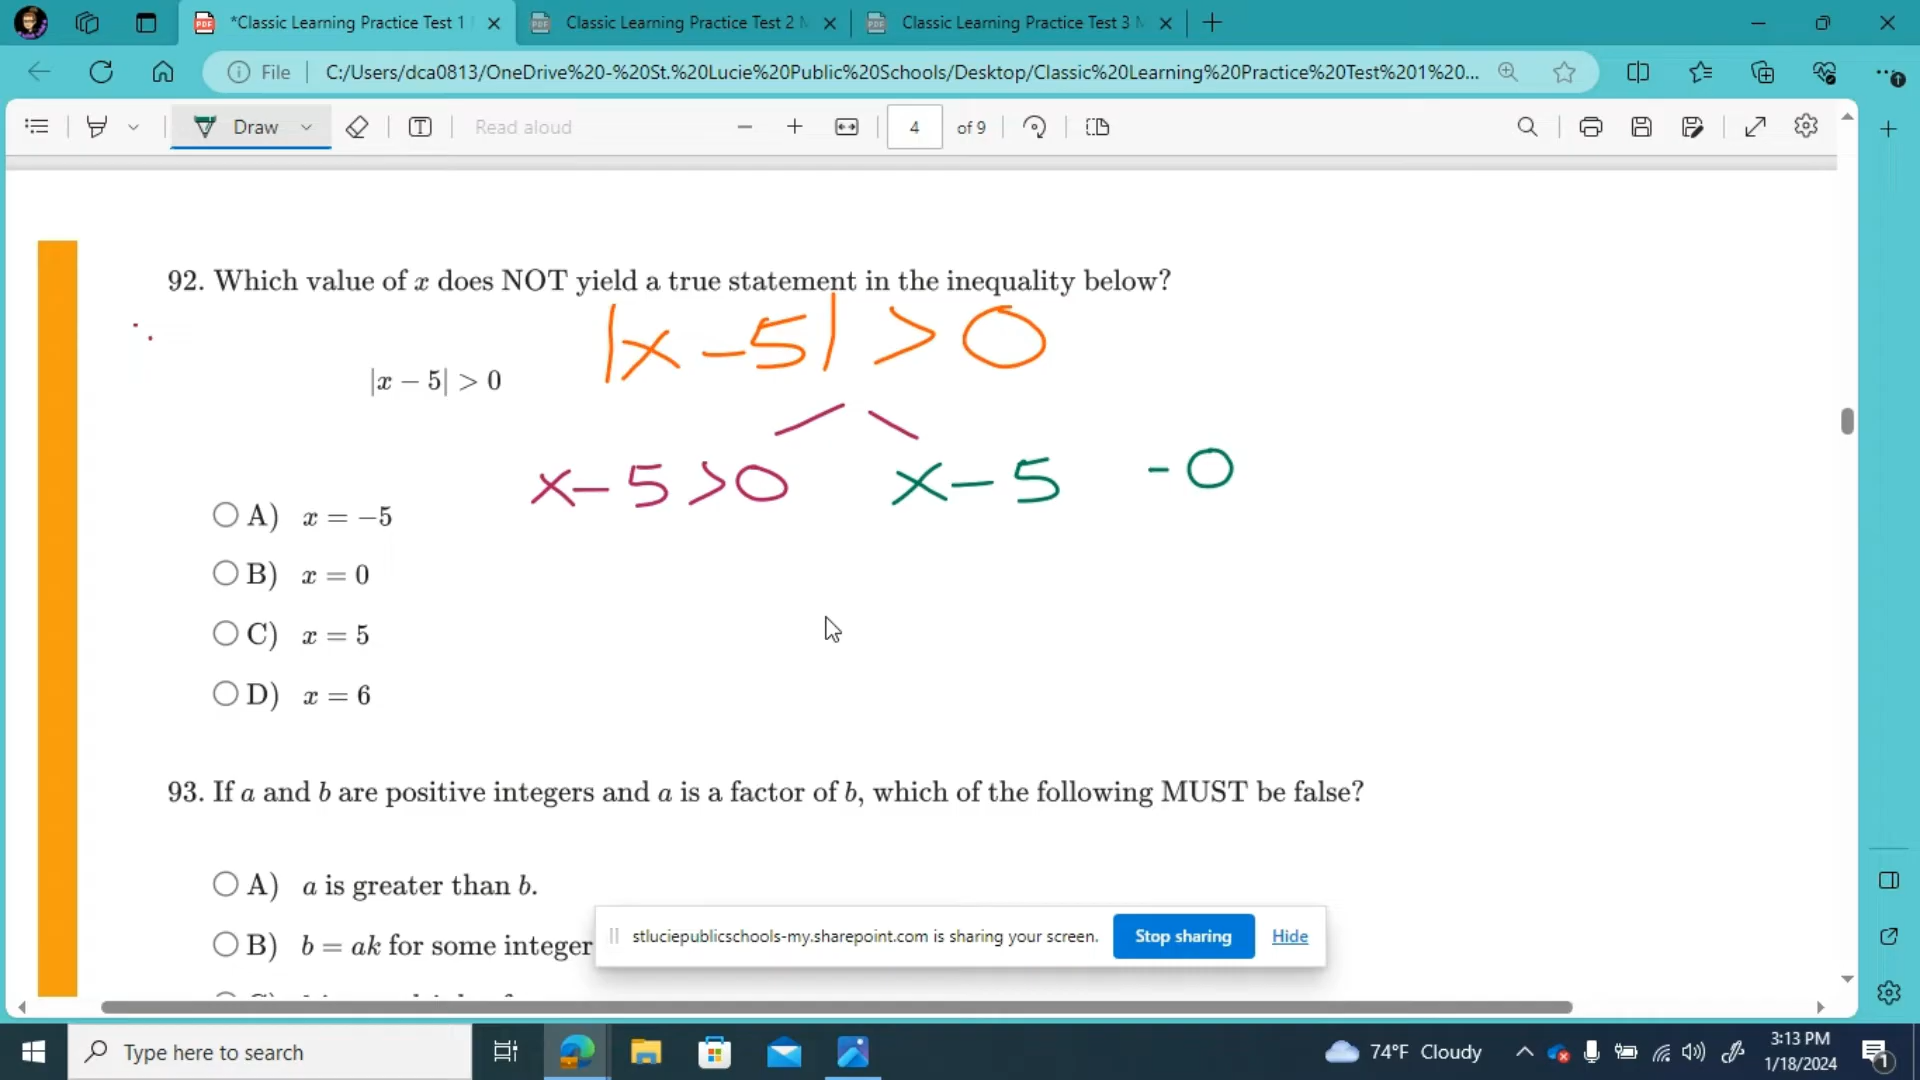 *Classic Learning Practice Test 1
Classic Learning Practice Test 2 M
Classic Learning Practice Test 3 M
File
C:/Users/dca0813/OneDrive%20-%20St.%20Lucie%20Public%20Schools/Desktop/Classic%20Learning%20Practice%20Test%201%20...
Draw
Read aloud
4
of 9
92. Which value of x does NOT yield a true statement in the inequality below?
|x-5| > 0
|x − 5| > 0
x-5>0
x-5 -0
A) x = −5
B) x = 0
C) x = 5
D) x = 6
93. If a and b are positive integers and a is a factor of b, which of the following MUST be false?
A) a is greater than b.
B) b = ak for some integer
stluciepublicschools-my.sharepoint.com is sharing your screen.
Stop sharing
Hide
Type here to search
74°F Cloudy
3:13 PM
1/18/2024
1